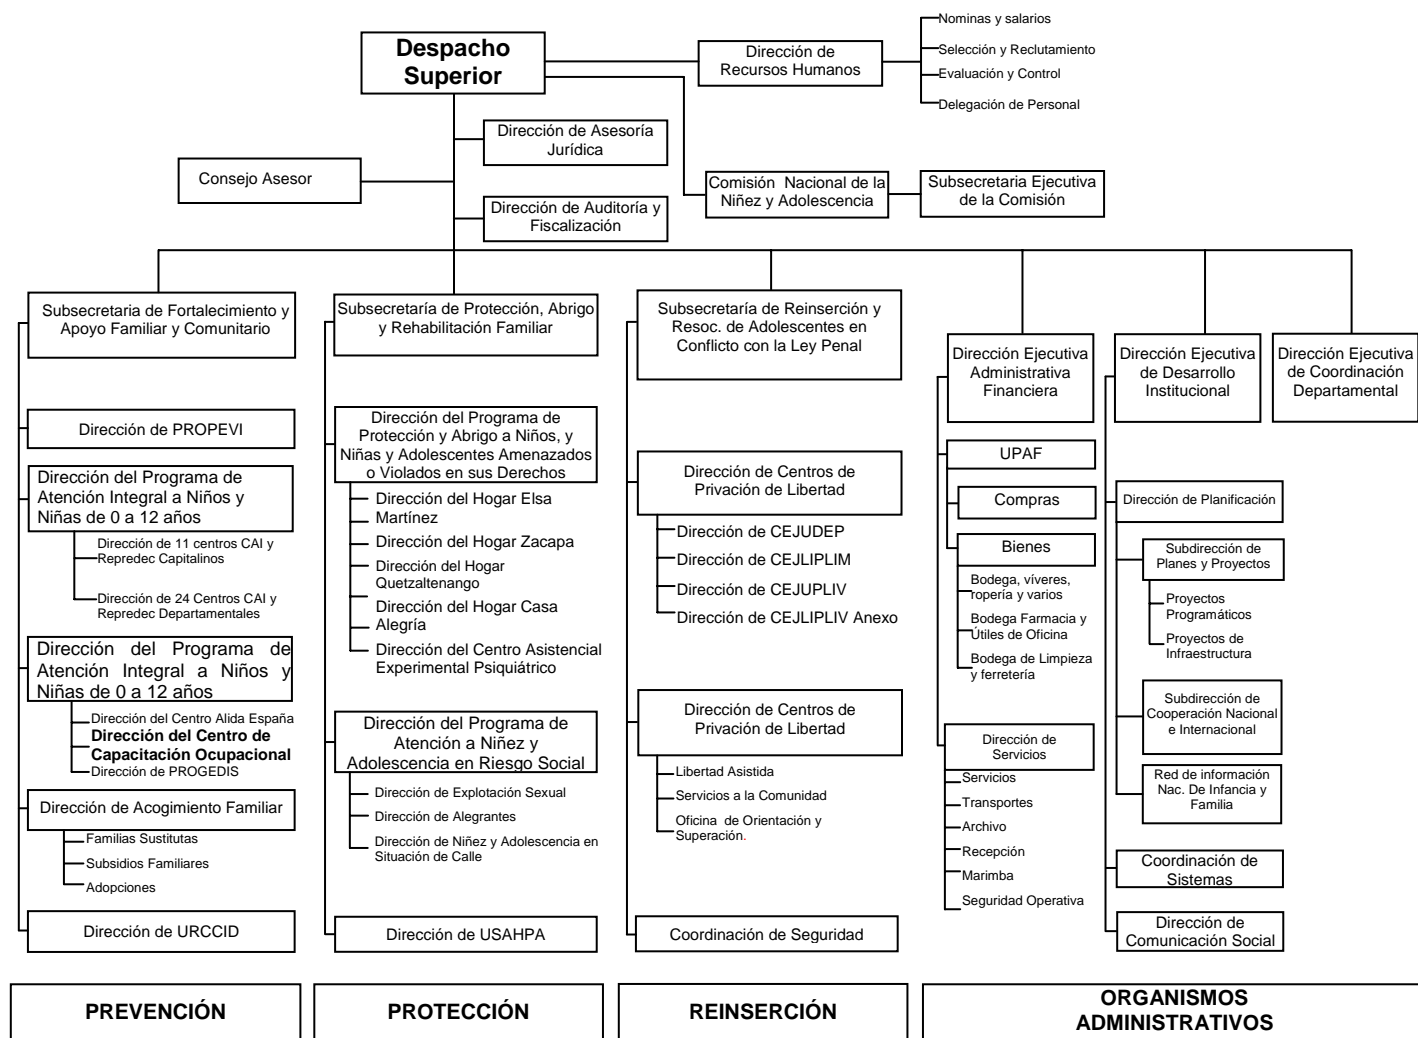 Despacho
Superior
Dirección de
Recursos Humanos
Nominas y salarios
Selección y Reclutamiento
Evaluación y Control
Delegación de Personal
Dirección de Asesoría
Jurídica
Consejo Asesor
Comisión Nacional de la
Niñez y Adolescencia
Subsecretaria Ejecutiva
de la Comisión
Dirección de Auditoría y
Fiscalización
Subsecretaria de Fortalecimiento y
Apoyo Familiar y Comunitario
Dirección de PROPEVI
Dirección del Programa de
Atención Integral a Niños y
Niñas de 0 a 12 años
Dirección de 11 centros CAI y
Repredec Capitalinos
Dirección de 24 Centros CAI y
Repredec Departamentales
Dirección del Programa de
Atención Integral a Niños y
Niñas de 0 a 12 años
Dirección del Centro Alida España
Dirección del Centro de
Capacitación Ocupacional
Dirección de PROGEDIS
Dirección de Acogimiento Familiar
Familias Sustitutas
Subsidios Familiares
Adopciones
Dirección de URCCID
Subsecretaría de Protección, Abrigo
y Rehabilitación Familiar
Dirección del Programa de
Protección y Abrigo a Niños, y
Niñas y Adolescentes Amenazados
o Violados en sus Derechos
Dirección del Hogar Elsa
Martínez
Dirección del Hogar Zacapa
Dirección del Hogar
Quetzaltenango
Dirección del Hogar Casa
Alegría
Dirección del Centro Asistencial
Experimental Psiquiátrico
Dirección del Programa de
Atención a Niñez y
Adolescencia en Riesgo Social
Dirección de Explotación Sexual
Dirección de Alegrantes
Dirección de Niñez y Adolescencia en
Situación de Calle
Dirección de USAHPA
Subsecretaría de Reinserción y
Resoc. de Adolescentes en
Conflicto con la Ley Penal
Dirección de Centros de
Privación de Libertad
Dirección de CEJUDEP
Dirección de CEJLIPLIM
Dirección de CEJUPLIV
Dirección de CEJLIPLIV Anexo
Dirección de Centros de
Privación de Libertad
Libertad Asistida
Servicios a la Comunidad
Oficina de Orientación y
Superación.
Coordinación de Seguridad
Dirección Ejecutiva
Administrativa
Financiera
UPAF
Compras
Bienes
Bodega, víveres,
ropería y varios
Bodega Farmacia y
Útiles de Oficina
Bodega de Limpieza
y ferretería
Dirección de
Servicios
Servicios
Transportes
Archivo
Recepción
Marimba
Seguridad Operativa
Dirección Ejecutiva
de Desarrollo
Institucional
Dirección de Planificación
Subdirección de
Planes y Proyectos
Proyectos
Programáticos
Proyectos de
Infraestructura
Subdirección de
Cooperación Nacional
e Internacional
Red de información
Nac. De Infancia y
Familia
Coordinación de
Sistemas
Dirección de
Comunicación Social
Dirección Ejecutiva
de Coordinación
Departamental
PREVENCIÓN
PROTECCIÓN
REINSERCIÓN
ORGANISMOS
ADMINISTRATIVOS